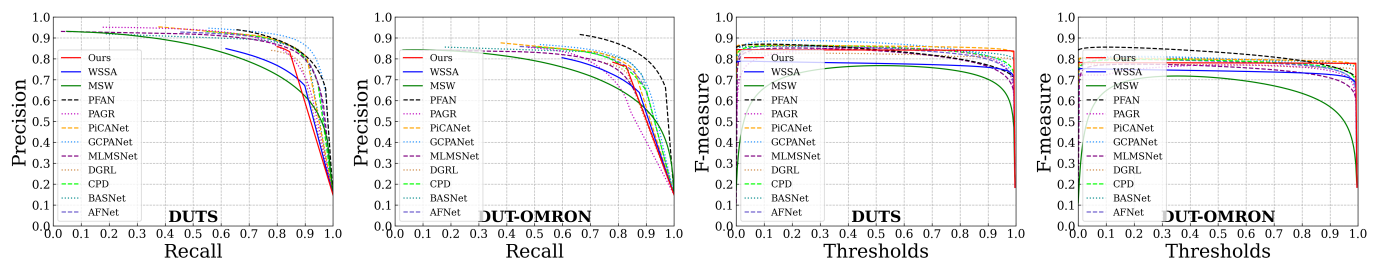 Precision
1.0
0.9
0.8
0.7
0.6
0.5
0.4
0.3
0.2
0.1
0.0
Ours
WSSA
MSW
PFAN
PAGR
PiCANet
GCPANet
MLMSNet
DGRL
CPD
BASNet
AFNet
DUTS
0.0 0.1 0.2 0.3 0.4 0.5 0.6 0.7 0.8 0.9 1.0
Recall
Precision
1.0
0.9
0.8
0.7
0.6
0.5
0.4
0.3
0.2
0.1
0.0
Ours
WSSA
MSW
PFAN
PAGR
PiCANet
GCPANet
MLMSNet
DGRL
CPD
BASNet
AFNet
DUT-OMRON
0.0 0.1 0.2 0.3 0.4 0.5 0.6 0.7 0.8 0.9 1.0
Recall
F-measure
1.0
0.9
0.8
0.7
0.6
0.5
0.4
0.3
0.2
0.1
0.0
Ours
WSSA
MSW
PFAN
PAGR
PiCANet
GCPANet
MLMSNet
DGRL
CPD
BASNet
AFNet
DUTS
0.0 0.1 0.2 0.3 0.4 0.5 0.6 0.7 0.8 0.9 1.0
Thresholds
F-measure
1.0
0.9
0.8
0.7
0.6
0.5
0.4
0.3
0.2
0.1
0.0
Ours
WSSA
MSW
PFAN
PAGR
PiCANet
GCPANet
MLMSNet
DGRL
CPD
BASNet
AFNet
DUT-OMRON
0.0 0.1 0.2 0.3 0.4 0.5 0.6 0.7 0.8 0.9 1.0
Thresholds